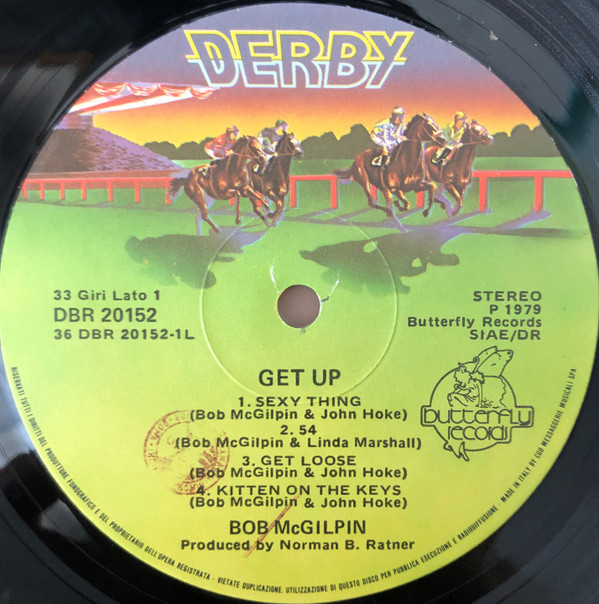 DERBY
33 Giri Lato 1
DBR 20152
36 DBR 20152-1L
STEREO
P 1979
Butterfly Records
SIAE/DR
GET UP
1. SEXY THING
(Bob McGilpin & John Hoke)
2. 54
(Bob McGilpin & Linda Marshall)
3. GET LOOSE
(Bob McGilpin & John Hoke)
4. KITTEN ON THE KEYS
(Bob McGilpin & John Hoke)
BOB McGILPIN
Produced by Norman B. Ratner
butterfly
records
RISERVATI TUTTI I DIRITTI DEL PRODUTTORE FONOGRAFICO E DEL PROPRIETARIO DELL'OPERA REGISTRATA - VIETATE DUPLICAZIONE. UTILIZZAZIONE DI QUESTO DISCO PER PUBBLICA ESECUZIONE E RADIODIFFUSIONE. MADE IN ITALY BY CGD MESSAGGERIE MUSICALI SPA